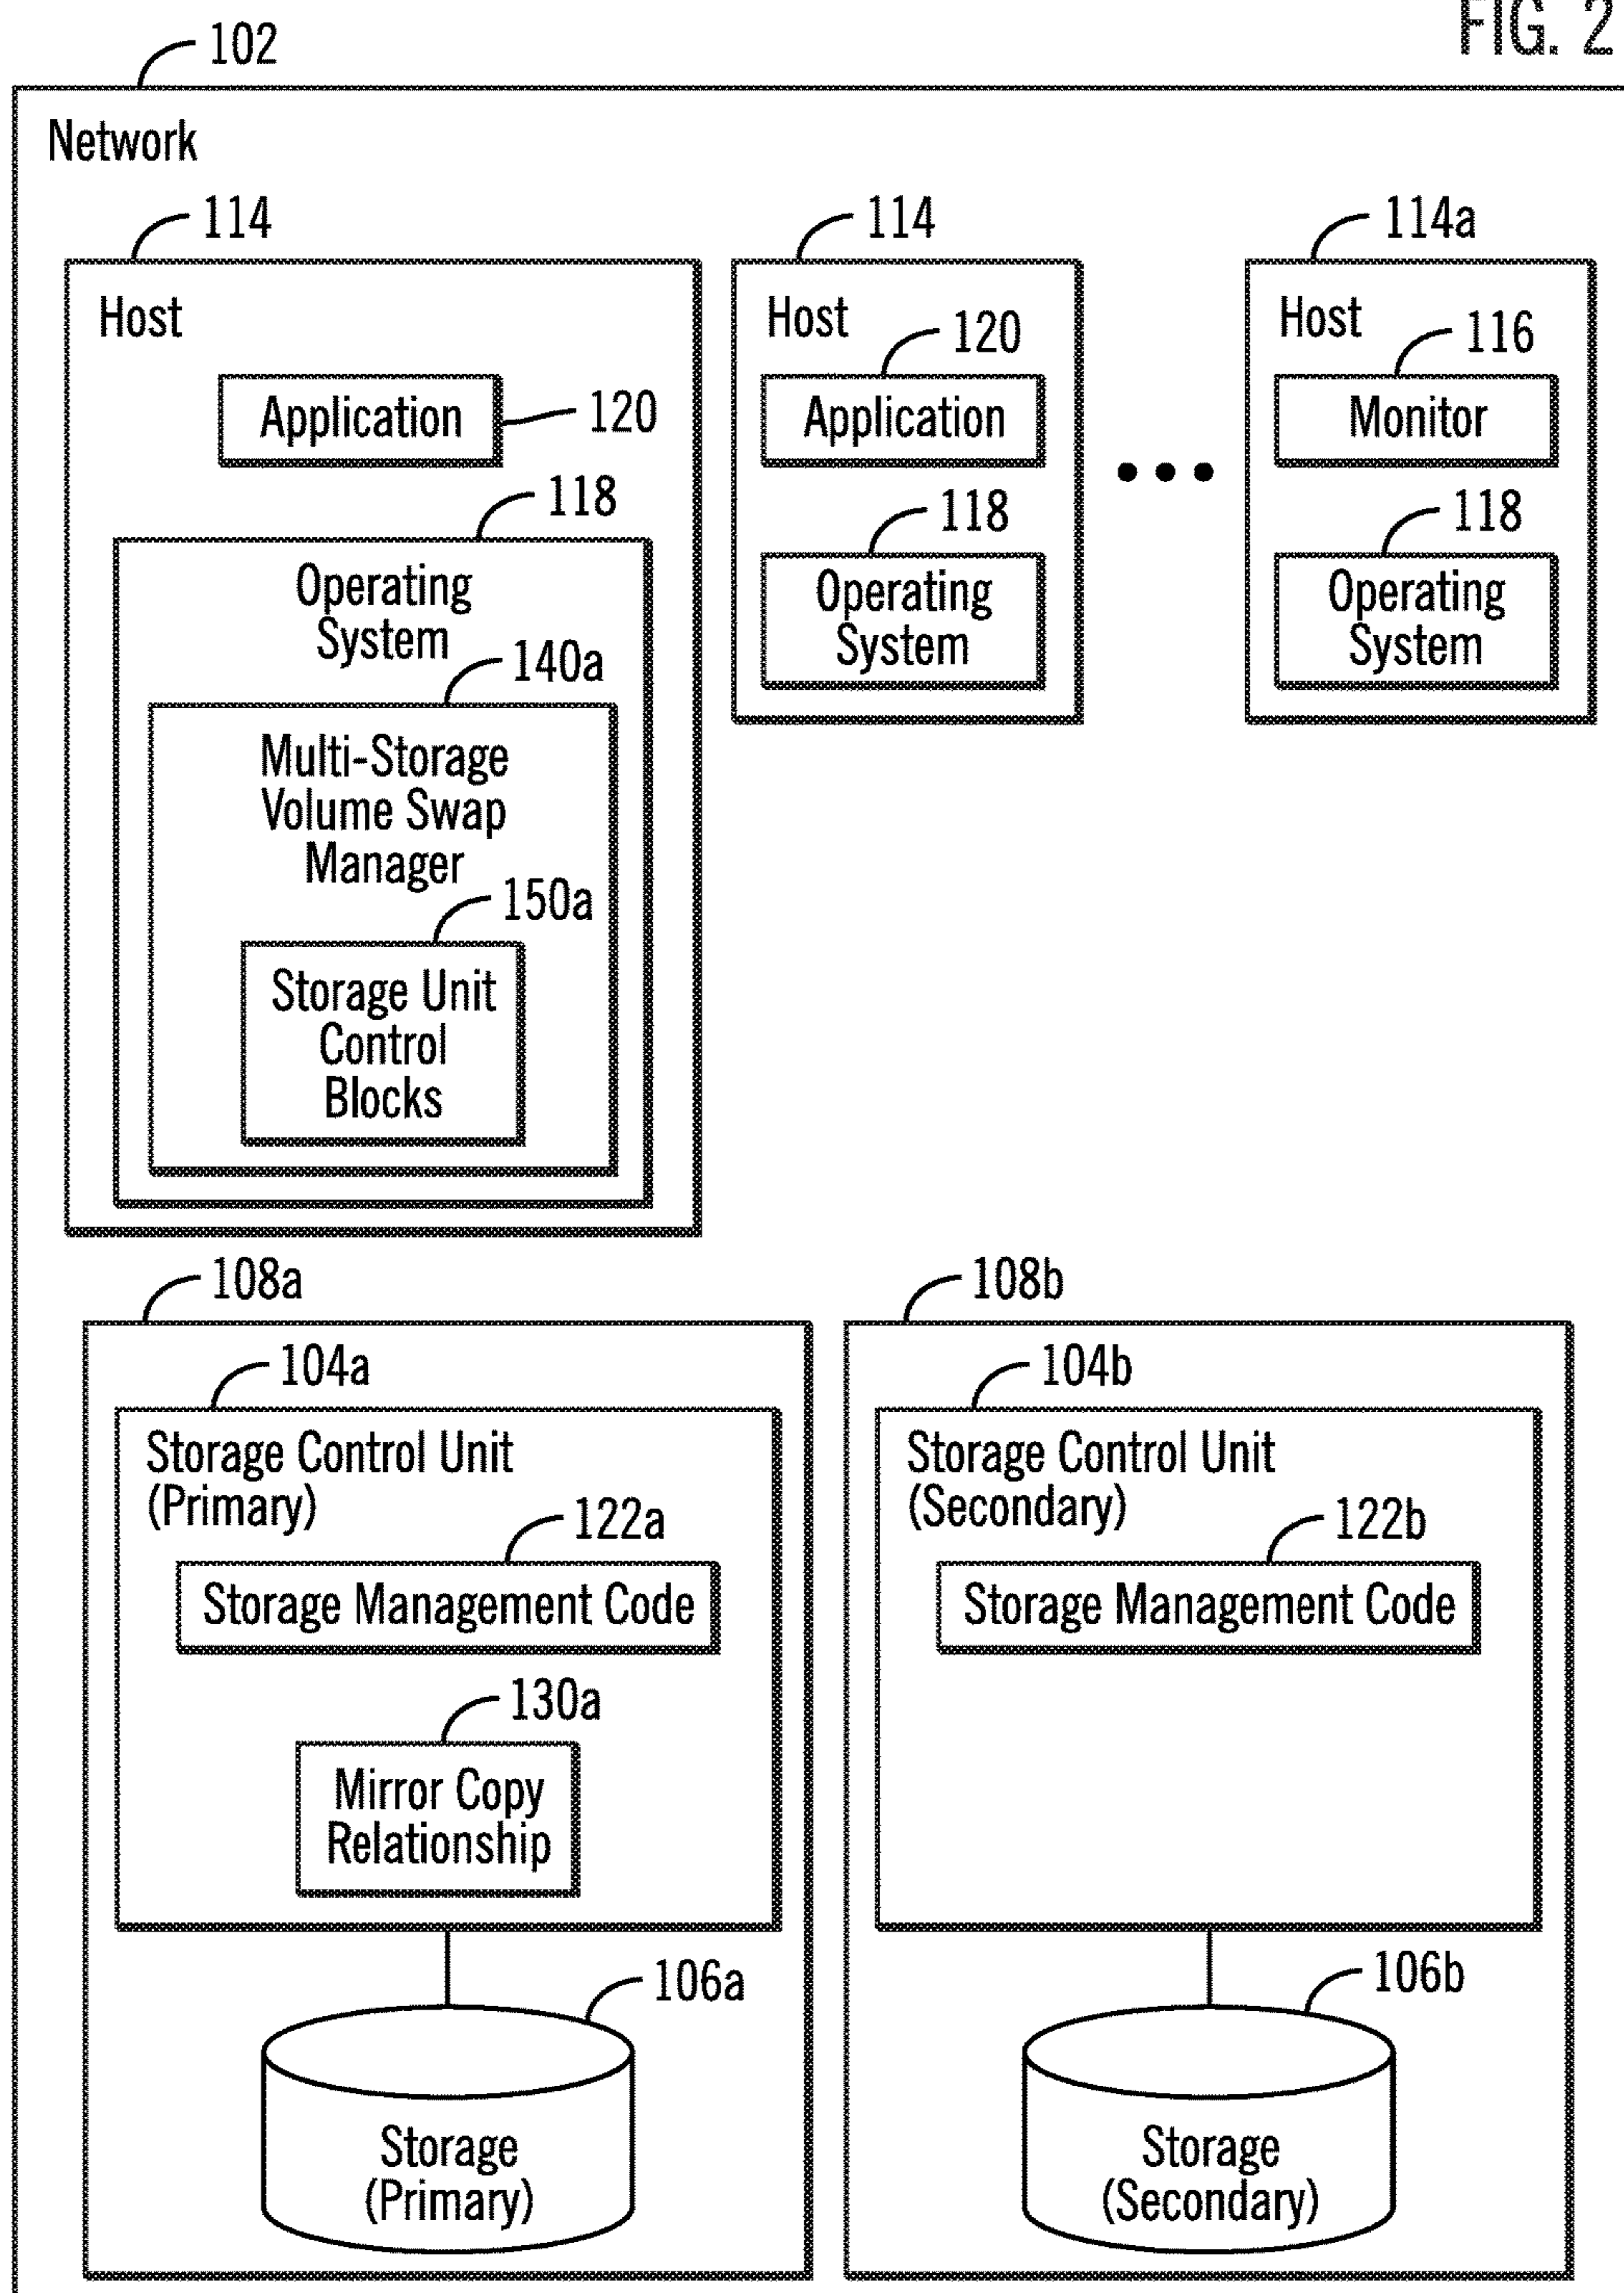 FIG. 2
102
Network
114
114
114a
Host
Host
Host
120
116
Application
120
Application
Monitor
118
118
118
Operating
System
Operating
System
Operating
System
140a
Multi-Storage
Volume Swap
Manager
150a
Storage Unit
Control
Blocks
108a
108b
104a
104b
Storage Control Unit
(Primary)
Storage Control Unit
(Secondary)
122a
122b
Storage Management Code
Storage Management Code
130a
Mirror Copy
Relationship
106a
106b
Storage
(Primary)
Storage
(Secondary)